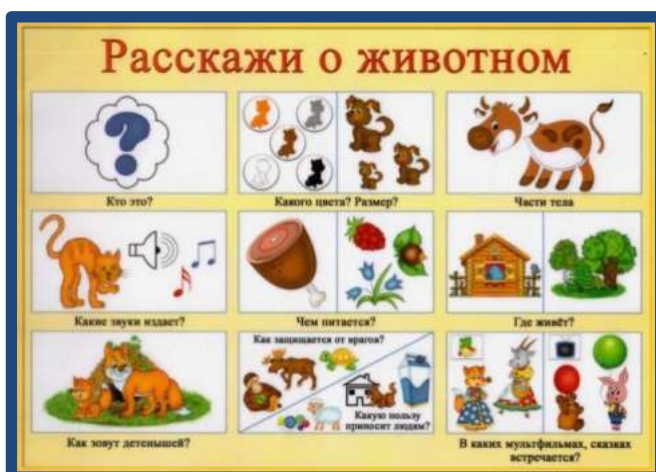 Расскажи о животном
Кто это?
Какого цвета? Размер?
Части тела
Какие звуки издает?
Чем питается?
Где живёт?
Как зовут детенышей?
Как защищается от врагов?
Какую пользу
приносит людям?
В каких мультфильмах, сказках
встречается?